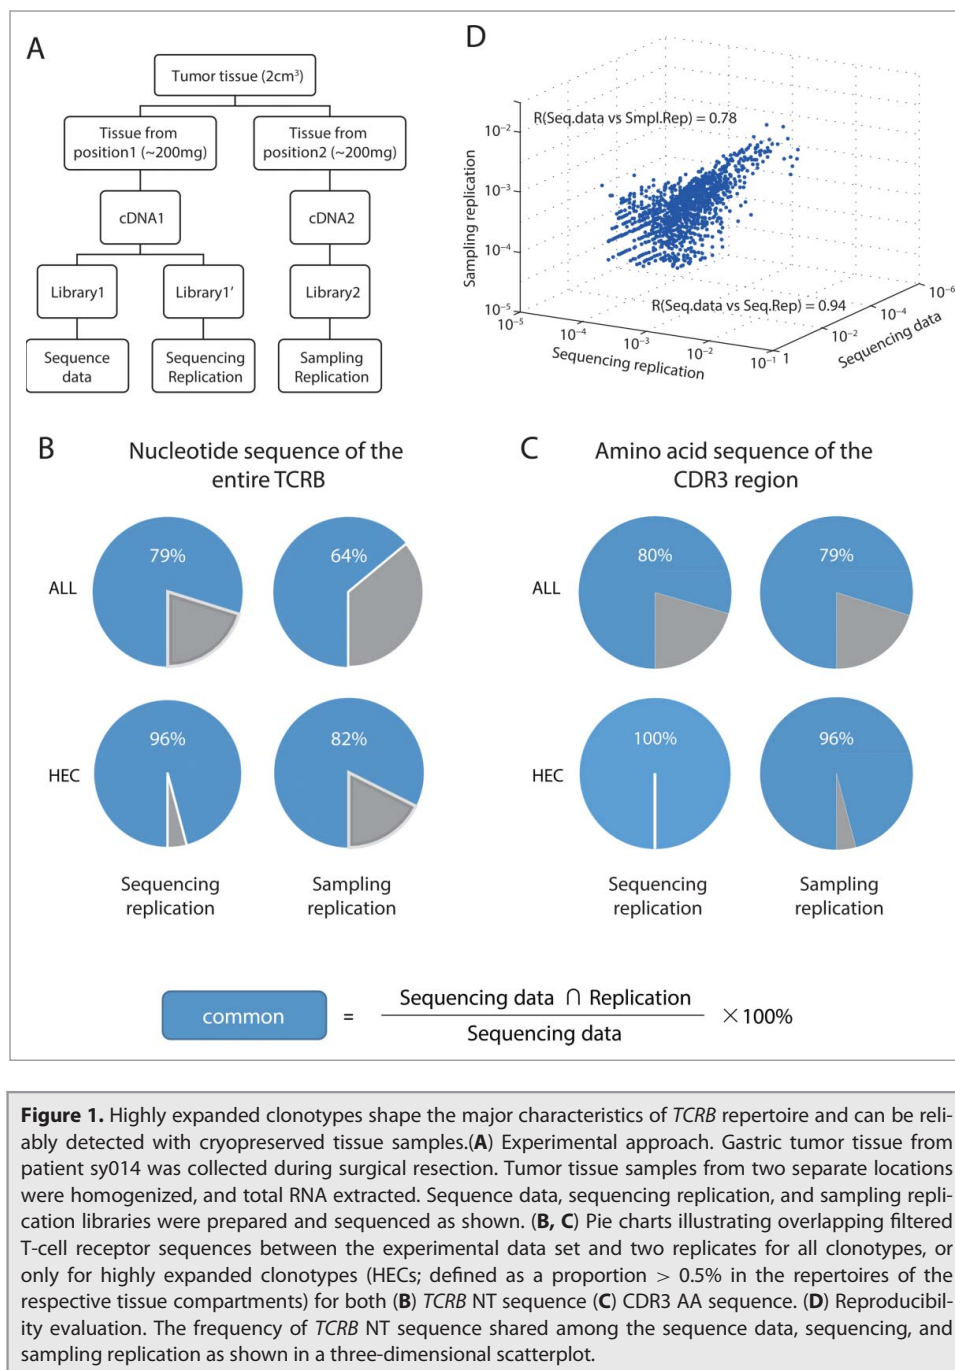 A
Tumor tissue (2cm³)
Tissue from
position1 (~200mg)
Tissue from
position2 (~200mg)
cDNA1
cDNA2
Library1
Library1′
Library2
Sequence
data
Sequencing
Replication
Sampling
Replication
D
R(Seq.data vs Smpl.Rep) = 0.78
Sampling replication
10⁻²
10⁻³
10⁻⁴
10⁻⁵
R(Seq.data vs Seq.Rep) = 0.94
10⁻⁵
10⁻⁴
10⁻³
10⁻²
10⁻¹
Sequencing replication
1
10⁻²
10⁻⁴
10⁻⁶
Sequencing data
B
Nucleotide sequence of the
entire TCRB
79%
64%
ALL
96%
82%
HEC
Sequencing
replication
Sampling
replication
C
Amino acid sequence of the
CDR3 region
80%
79%
ALL
100%
96%
HEC
Sequencing
replication
Sampling
replication
common = Sequencing data ∩ Replication
Sequencing data
×100%
Figure 1. Highly expanded clonotypes shape the major characteristics of TCRB repertoire and can be reli-
ably detected with cryopreserved tissue samples.(A) Experimental approach. Gastric tumor tissue from
patient sy014 was collected during surgical resection. Tumor tissue samples from two separate locations
were homogenized, and total RNA extracted. Sequence data, sequencing replication, and sampling repli-
cation libraries were prepared and sequenced as shown. (B, C) Pie charts illustrating overlapping filtered
T-cell receptor sequences between the experimental data set and two replicates for all clonotypes, or
only for highly expanded clonotypes (HECs; defined as a proportion > 0.5% in the repertoires of the
respective tissue compartments) for both (B) TCRB NT sequence (C) CDR3 AA sequence. (D) Reproducibil-
ity evaluation. The frequency of TCRB NT sequence shared among the sequence data, sequencing, and
sampling replication as shown in a three-dimensional scatterplot.